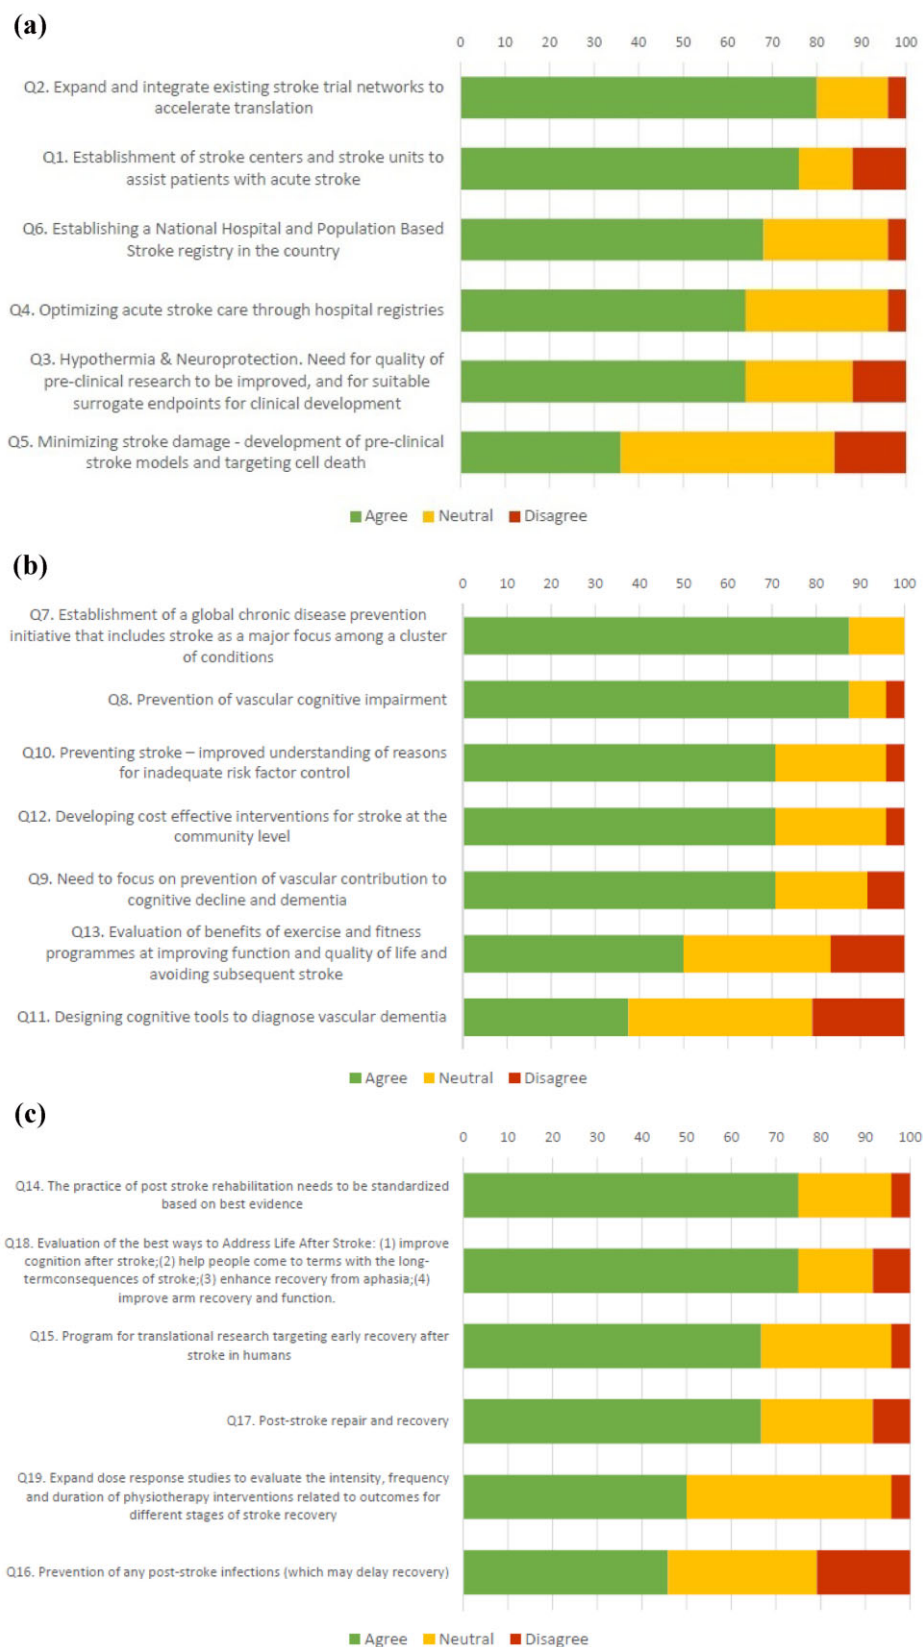 (a)
0 10 20 30 40 50 60 70 80 90 100
Q2. Expand and integrate existing stroke trial networks to
accelerate translation
Q1. Establishment of stroke centers and stroke units to
assist patients with acute stroke
Q6. Establishing a National Hospital and Population Based
Stroke registry in the country
Q4. Optimizing acute stroke care through hospital registries
Q3. Hypothermia & Neuroprotection. Need for quality of
pre-clinical research to be improved, and for suitable
surrogate endpoints for clinical development
Q5. Minimizing stroke damage - development of pre-clinical
stroke models and targeting cell death
Agree Neutral Disagree
(b)
0 10 20 30 40 50 60 70 80 90 100
Q7. Establishment of a global chronic disease prevention
initiative that includes stroke as a major focus among a cluster
of conditions
Q8. Prevention of vascular cognitive impairment
Q10. Preventing stroke – improved understanding of reasons
for inadequate risk factor control
Q12. Developing cost effective interventions for stroke at the
community level
Q9. Need to focus on prevention of vascular contribution to
cognitive decline and dementia
Q13. Evaluation of benefits of exercise and fitness
programmes at improving function and quality of life and
avoiding subsequent stroke
Q11. Designing cognitive tools to diagnose vascular dementia
Agree Neutral Disagree
(c)
0 10 20 30 40 50 60 70 80 90 100
Q14. The practice of post stroke rehabilitation needs to be standardized
based on best evidence
Q18. Evaluation of the best ways to Address Life After Stroke: (1) improve
cognition after stroke;(2) help people come to terms with the long-
termconsequences of stroke;(3) enhance recovery from aphasia;(4)
improve arm recovery and function.
Q15. Program for translational research targeting early recovery after
stroke in humans
Q17. Post-stroke repair and recovery
Q19. Expand dose response studies to evaluate the intensity, frequency
and duration of physiotherapy interventions related to outcomes for
different stages of stroke recovery
Q16. Prevention of any post-stroke infections (which may delay recovery)
Agree Neutral Disagree